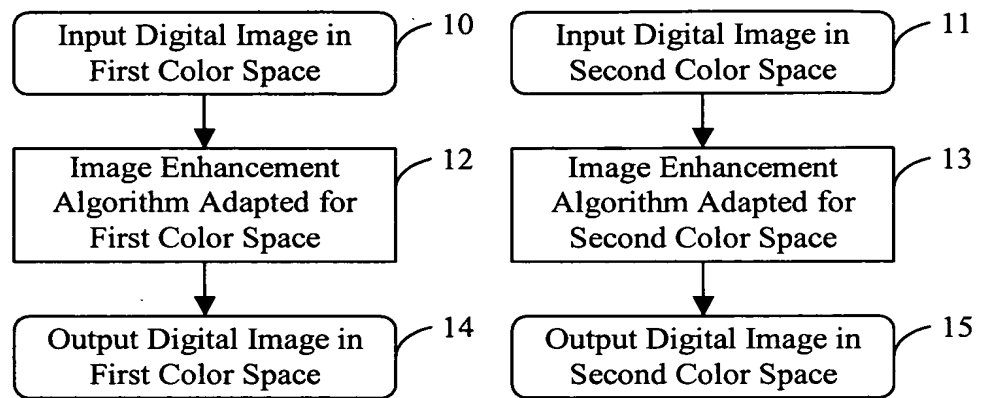 Input Digital Image in
First Color Space
10
Image Enhancement
Algorithm Adapted for
First Color Space
12
Output Digital Image in
First Color Space
14
Input Digital Image in
Second Color Space
11
Image Enhancement
Algorithm Adapted for
Second Color Space
13
Output Digital Image in
Second Color Space
15